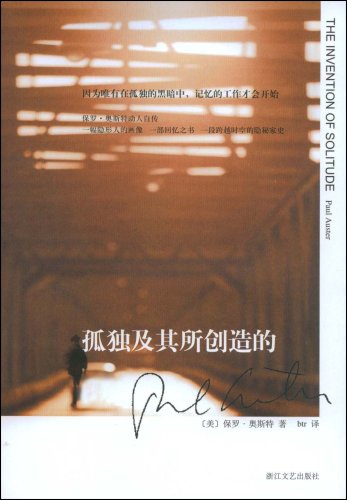 THE INVENTION OF SOLITUDE
Paul Auster
因为唯有在孤独的黑暗中，记忆的工作才会开始
保罗·奥斯特动人自传
一幅隐形人的画像 一部回忆之书 一段跨越时空的隐秘家史
孤独及其所创造的
Paul Auster
〔美〕保罗·奥斯特 著 btr 译
浙江文艺出版社